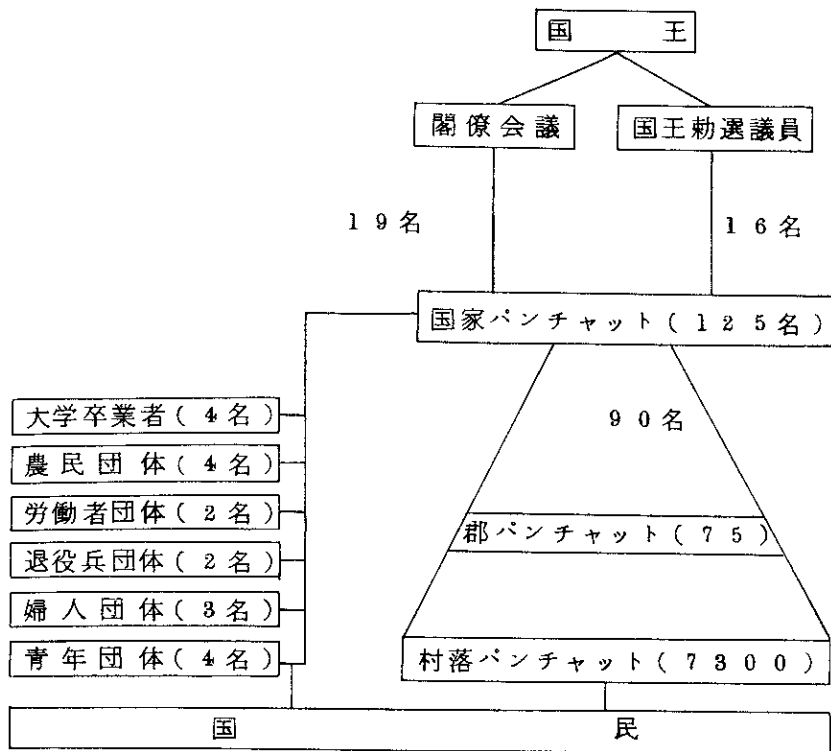 国王
閣僚会議
国王勅選議員
19名
16名
国家パンチャット(125名)
大学卒業者(4名)
90名
農民団体(4名)
労働者団体(2名)
郡パンチャット(75)
退役兵団体(2名)
婦人団体(3名)
青年団体(4名)
村落パンチャット(7300)
国民